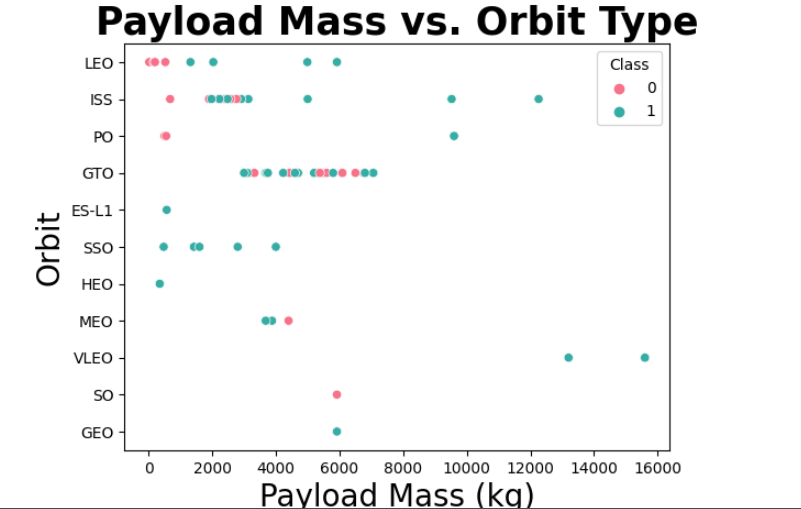 Payload Mass vs. Orbit Type
LEO
ISS
PO
GTO
ES-L1
SSO
HEO
MEO
VLEO
SO
GEO
Orbit
Class
0
1
0 2000 4000 6000 8000 10000 12000 14000 16000
Payload Mass (kg)